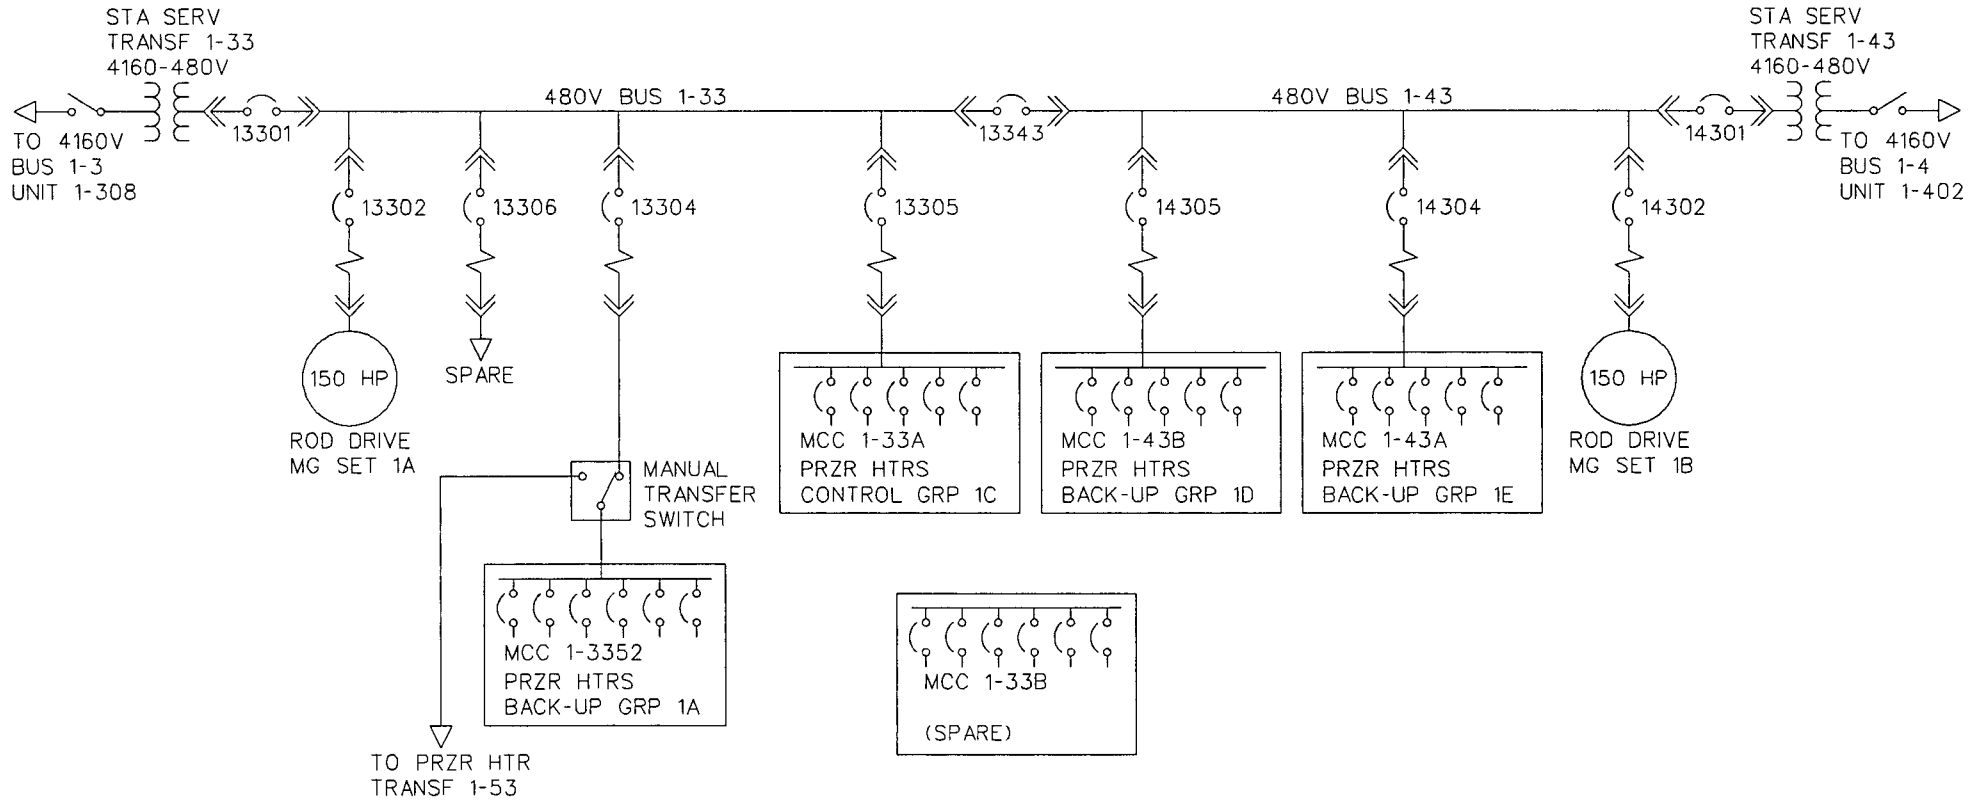 STA SERV
TRANSF 1-33
4160-480V
TO 4160V
BUS 1-3
UNIT 1-308
13301
480V BUS 1-33
13343
480V BUS 1-43
14301
STA SERV
TRANSF 1-43
4160-480V
TO 4160V
BUS 1-4
UNIT 1-402
13302
13306
13304
13305
14305
14304
14302
150 HP
ROD DRIVE
MG SET 1A
SPARE
MANUAL
TRANSFER
SWITCH
MCC 1-33A
PRZR HTRS
CONTROL GRP 1C
MCC 1-43B
PRZR HTRS
BACK-UP GRP 1D
MCC 1-43A
PRZR HTRS
BACK-UP GRP 1E
150 HP
ROD DRIVE
MG SET 1B
MCC 1-3352
PRZR HTRS
BACK-UP GRP 1A
MCC 1-33B
(SPARE)
TO PRZR HTR
TRANSF 1-53